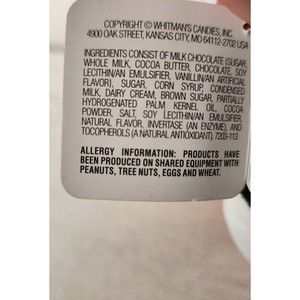 COPYRIGHT © WHITMAN'S CANDIES, INC.
4900 OAK STREET, KANSAS CITY, MO 64112-2702 USA
INGREDIENTS CONSIST OF MILK CHOCOLATE (SUGAR,
WHOLE MILK, COCOA BUTTER, CHOCOLATE, SOY
LECITHIN/AN EMULSIFIER, VANILLIN/AN ARTIFICIAL
FLAVOR), SUGAR, CORN SYRUP, CONDENSED
MILK, DAIRY CREAM, BROWN SUGAR, PARTIALLY
HYDROGENATED PALM KERNEL OIL, COCOA
POWDER, SALT, SOY LECITHIN/AN EMULSIFIER,
NATURAL FLAVOR, INVERTASE (AN ENZYME), AND
TOCOPHEROLS (A NATURAL ANTIOXIDANT). 7203-113
ALLERGY INFORMATION: PRODUCTS HAVE
BEEN PRODUCED ON SHARED EQUIPMENT WITH
PEANUTS, TREE NUTS, EGGS AND WHEAT.